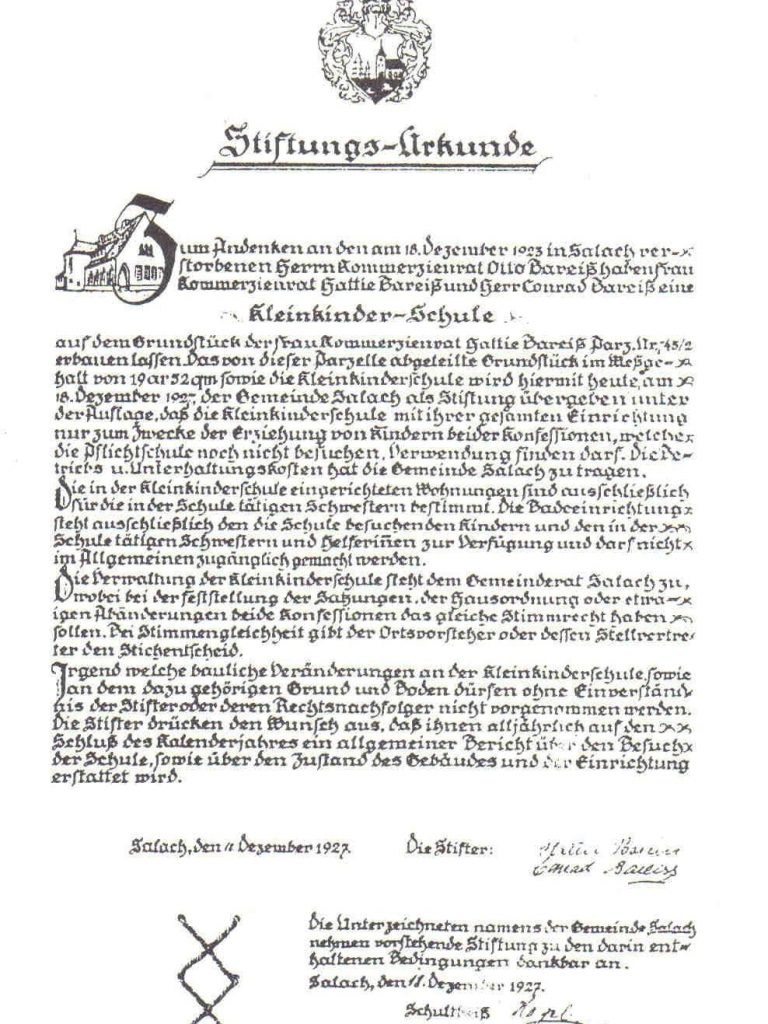 Stiftungs-Urkunde
Zum Andenken an den am 18. Dezember 1923 in Salach ver-
storbenen Herrn Kommerzienrat Otto Bareiß haben Frau
Kommerzienrat Hattie Bareiß und Herr Conrad Bareiß eine
Kleinkinder-Schule
auf dem Grundstück der Frau Kommerzienrat Hattie Bareiß Parz. Nr. 45/2
erbauen lassen. Das von dieser Parzelle abgeteilte Grundstück im Meßge-
halt von 19 ar 52 qm sowie die Kleinkinderschule wird hiermit heute, am
18. Dezember 1927, der Gemeinde Salach als Stiftung übergeben unter
der Auflage, daß die Kleinkinderschule mit ihrer gesamten Einrichtung
nur zum Zwecke der Erziehung von Kindern beider Konfessionen, welche
die Pflichtschule noch nicht besuchen, Verwendung finden darf. Die Be-
triebs u. Unterhaltungskosten hat die Gemeinde Salach zu tragen.
Die in der Kleinkinderschule eingerichteten Wohnungen sind ausschließlich
für die in der Schule tätigen Schwestern bestimmt. Die Badeeinrichtung
steht ausschließlich den die Schule besuchenden Kindern und den in der
Schule tätigen Schwestern und Helferin̄en zur Verfügung und darf nicht
im Allgemeinen zugänglich gemacht werden.
Die Verwaltung der Kleinkinderschule steht dem Gemeinderat Salach zu,
wobei bei der Feststellung der Satzungen, der Hausordnung oder etwa-
igen Abänderungen beide Konfessionen das gleiche Stimmrecht haben
sollen. Bei Stimmengleichheit gibt der Ortsvorsteher oder dessen Stellvertre-
ter den Stichentscheid.
Irgend welche bauliche Veränderungen an der Kleinkinderschule, sowie
an dem dazu gehörigen Grund und Boden dürfen ohne Einverständ-
nis der Stifter oder deren Rechtsnachfolger nicht vorgenommen werden.
Die Stifter drücken den Wunsch aus, daß ihnen alljährlich auf den
Schluß des Kalenderjahres ein allgemeiner Bericht über den Besuch
der Schule, sowie über den Zustand des Gebäudes und der Einrichtung
erstattet wird.
Salach, den Dezember 1927. Die Stifter: Bareiss
Conrad Bareiss
Die Unterzeichneten namens der Gemeinde Salach
nehmen vorstehende Stiftung zu den darin ent-
haltenen Bedingungen dankbar an.
Salach, den 18. Dezember 1927.
Schultheiß